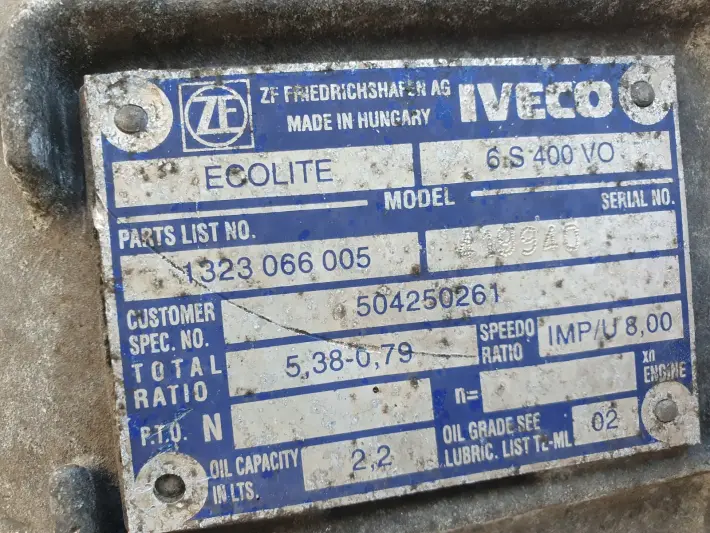 ZF
ZF FRIEDRICHSHAFEN AG
MADE IN HUNGARY
IVECO
ECOLITE
6 S 400 VO
MODEL
SERIAL NO.
PARTS LIST NO.
1323 066 005
419940
CUSTOMER
SPEC. NO.
504250261
TOTAL
RATIO
5,38-0,79
SPEEDO
RATIO
IMP/U 8,00
P.T.O. N
n=
xn
ENGINE
OIL CAPACITY
IN LTS.
2,2
OIL GRADE SEE
LUBRIC. LIST TE-ML
02